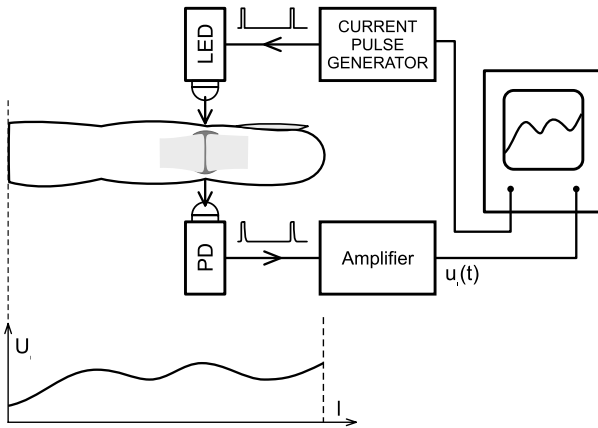 LED
CURRENT
PULSE
GENERATOR
PD
Amplifier
u
(t)
U
l